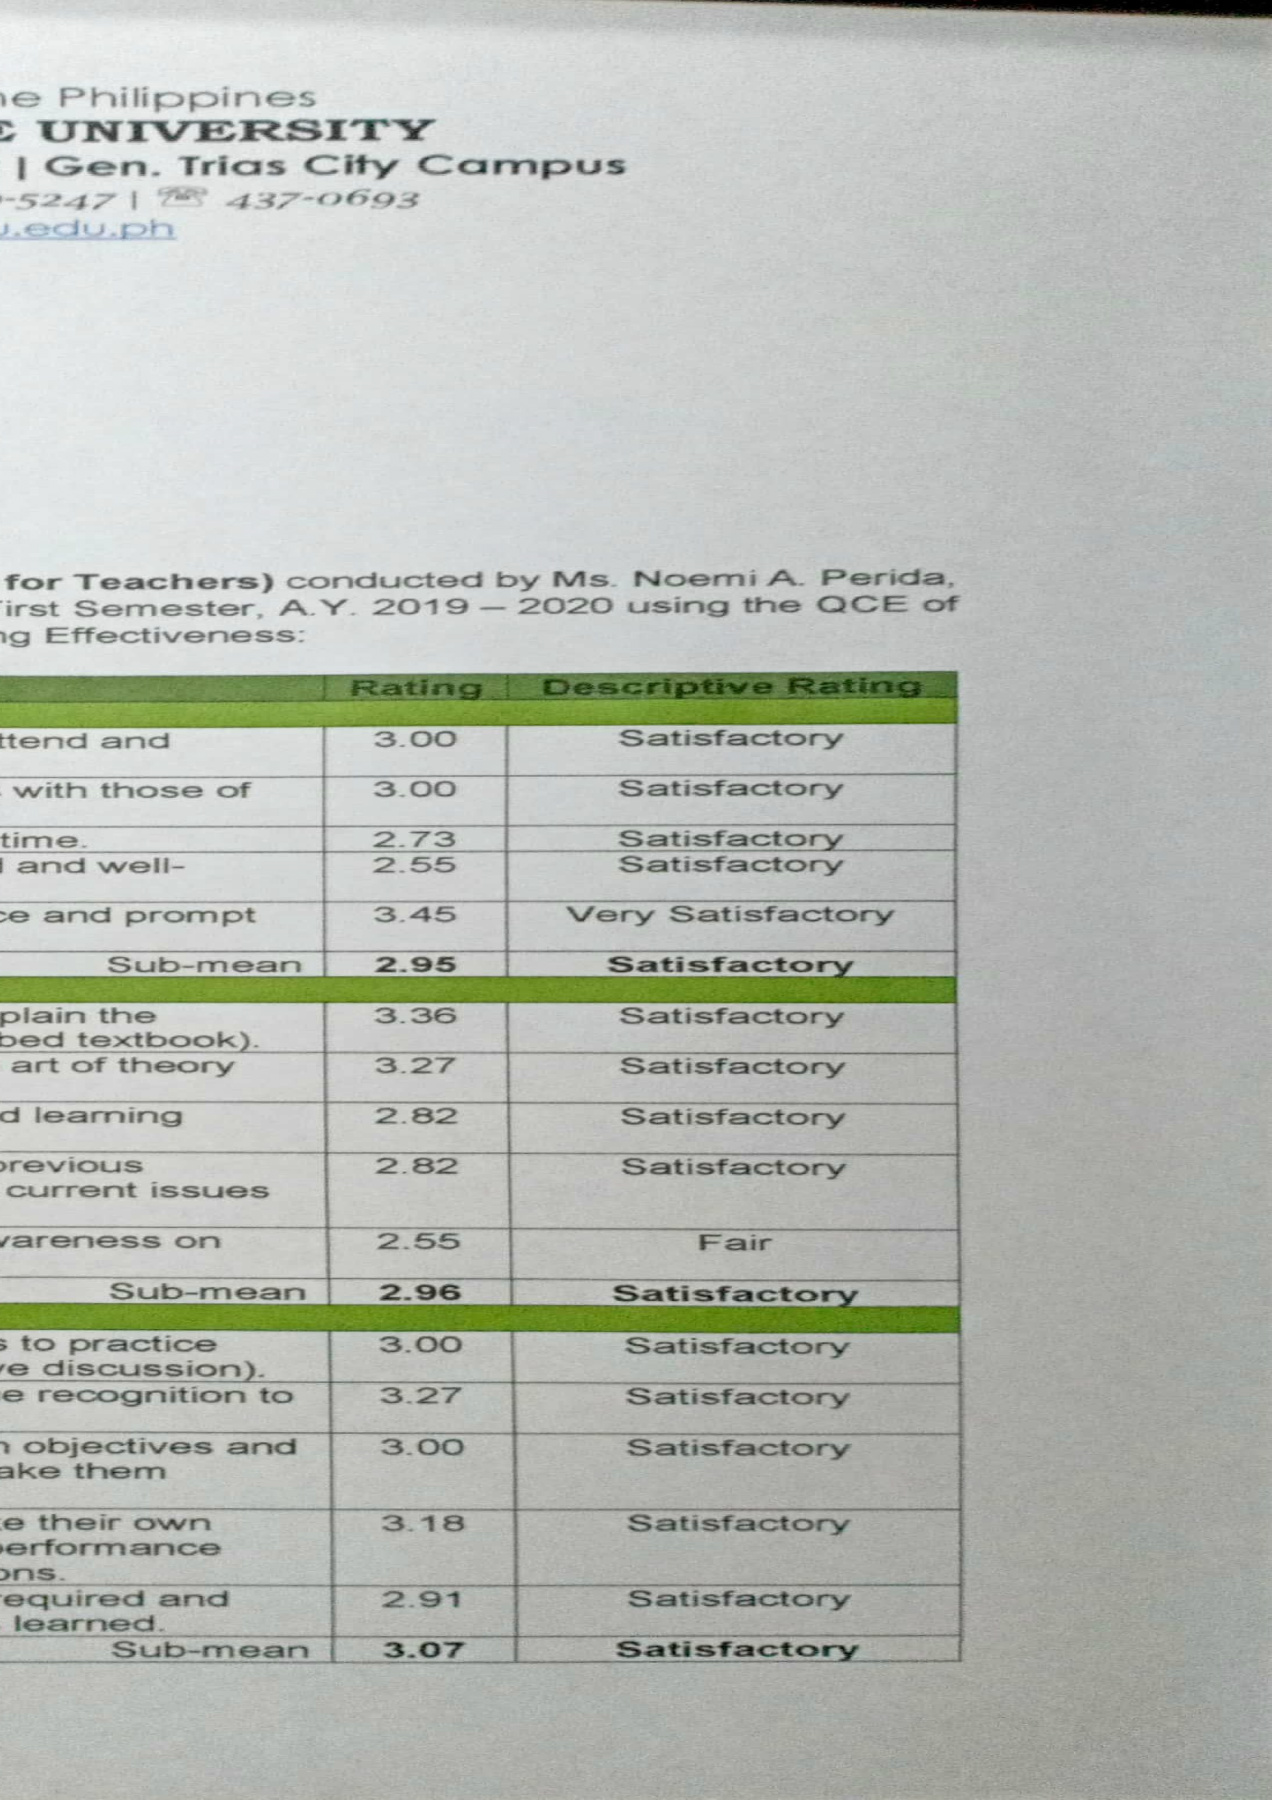 he Philippines
E UNIVERSITY
| Gen. Trias City Campus
-5247 | ☏ 437-0693
u.edu.ph
for Teachers) conducted by Ms. Noemi A. Perida,
First Semester, A.Y. 2019 – 2020 using the QCE of
ng Effectiveness:
Rating Descriptive Rating
ttend and 3.00 Satisfactory
with those of 3.00 Satisfactory
time. 2.73 Satisfactory
and well- 2.55 Satisfactory
ce and prompt 3.45 Very Satisfactory
Sub-mean 2.95 Satisfactory
plain the 3.36 Satisfactory
bed textbook).
art of theory 3.27 Satisfactory
d learning 2.82 Satisfactory
previous 2.82 Satisfactory
current issues
wareness on 2.55 Fair
Sub-mean 2.96 Satisfactory
s to practice 3.00 Satisfactory
ve discussion).
e recognition to 3.27 Satisfactory
n objectives and 3.00 Satisfactory
ake them
te their own 3.18 Satisfactory
performance
ons.
required and 2.91 Satisfactory
learned.
Sub-mean 3.07 Satisfactory